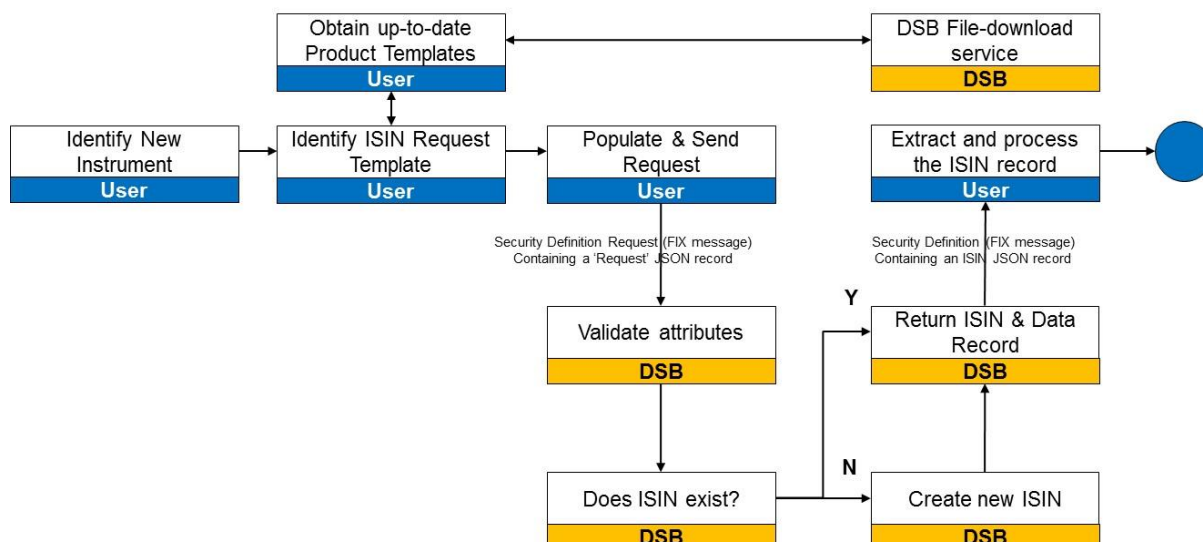 Obtain up-to-date
Product Templates
User
DSB File-download
service
DSB
Identify New
Instrument
User
Identify ISIN Request
Template
User
Populate & Send
Request
User
Extract and process
the ISIN record
User
Security Definition Request (FIX message)
Containing a ‘Request’ JSON record
Security Definition (FIX message)
Containing an ISIN JSON record
Y
Validate attributes
DSB
Return ISIN & Data
Record
DSB
N
Does ISIN exist?
DSB
Create new ISIN
DSB